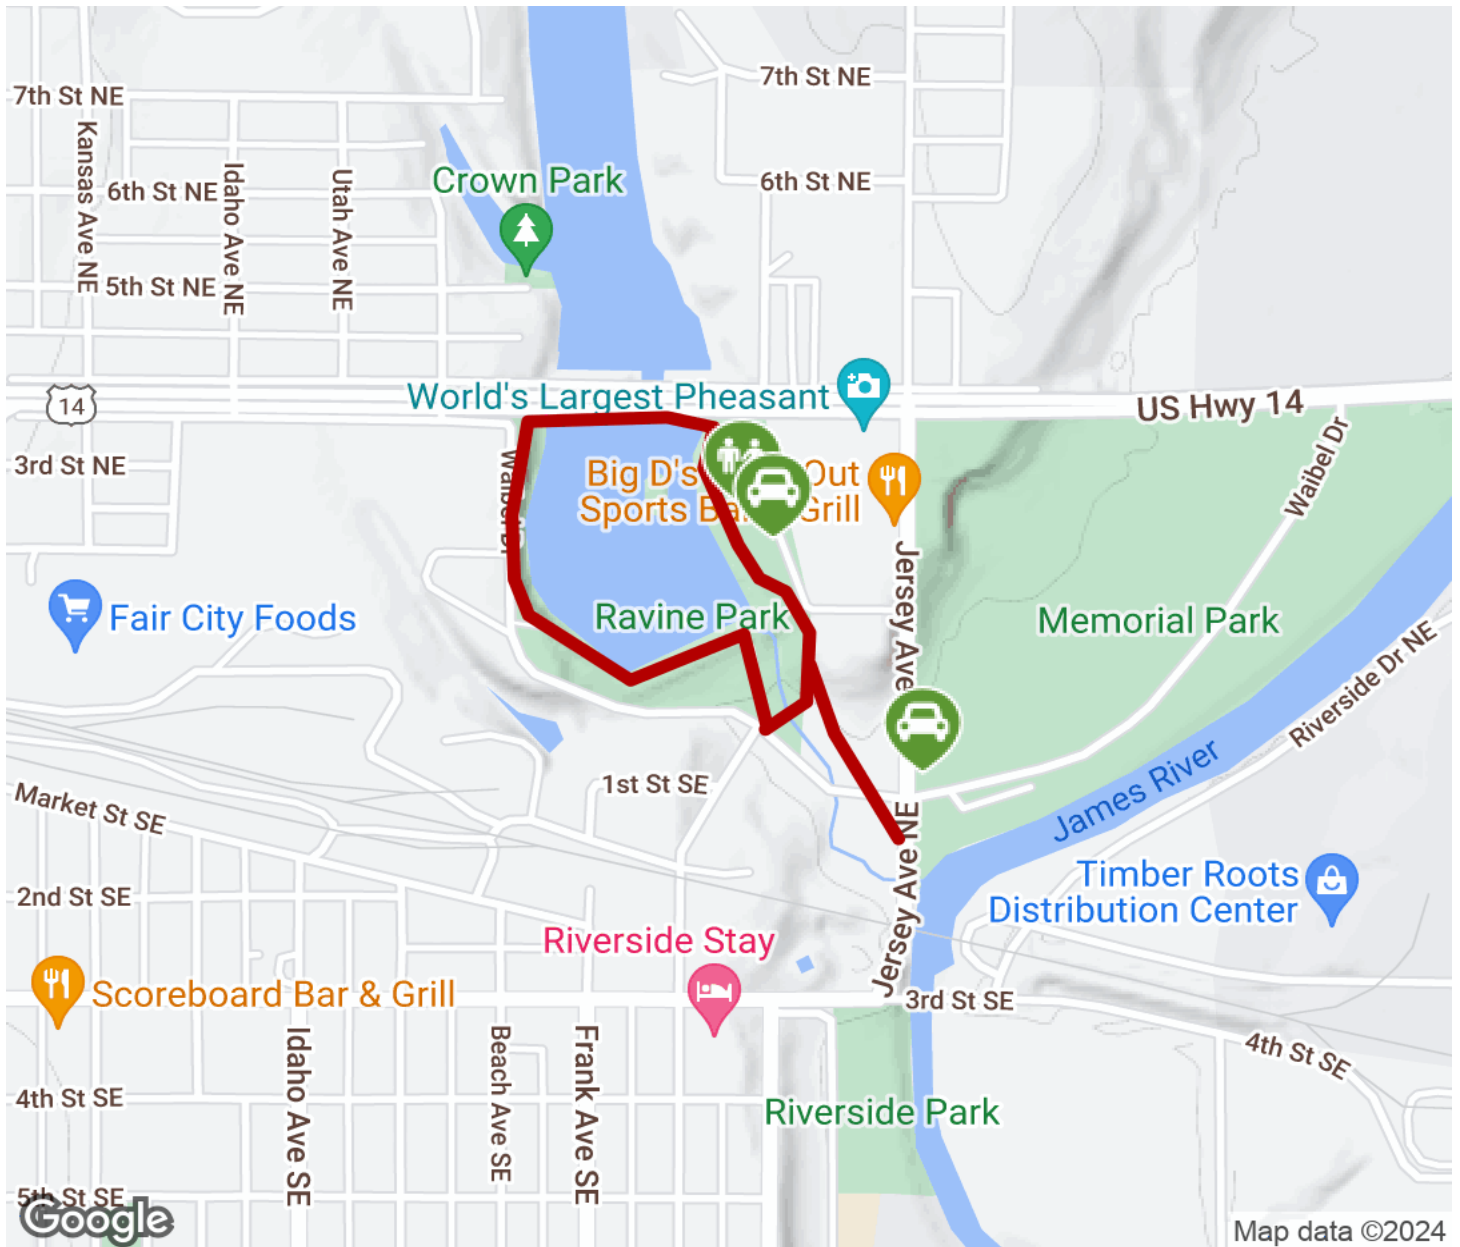 7th St NE
7th St NE
Kansas Ave NE
Idaho Ave NE
Utah Ave NE
Crown Park
6th St NE
6th St NE
5th St NE
World's Largest Pheasant
14
US Hwy 14
3rd St NE
Big D's Out
Sports Grill
Waibel Dr
Jersey Ave NE
Fair City Foods
Ravine Park
Memorial Park
Riverside Dr NE
1st St SE
James River
Market St SE
2nd St SE
Timber Roots
Distribution Center
Riverside Stay
Jersey Ave
Scoreboard Bar & Grill
3rd St SE
Idaho Ave SE
Beach Ave SE
Frank Ave SE
4th St SE
4th St SE
Riverside Park
5th St SE
Google
Map data ©2024